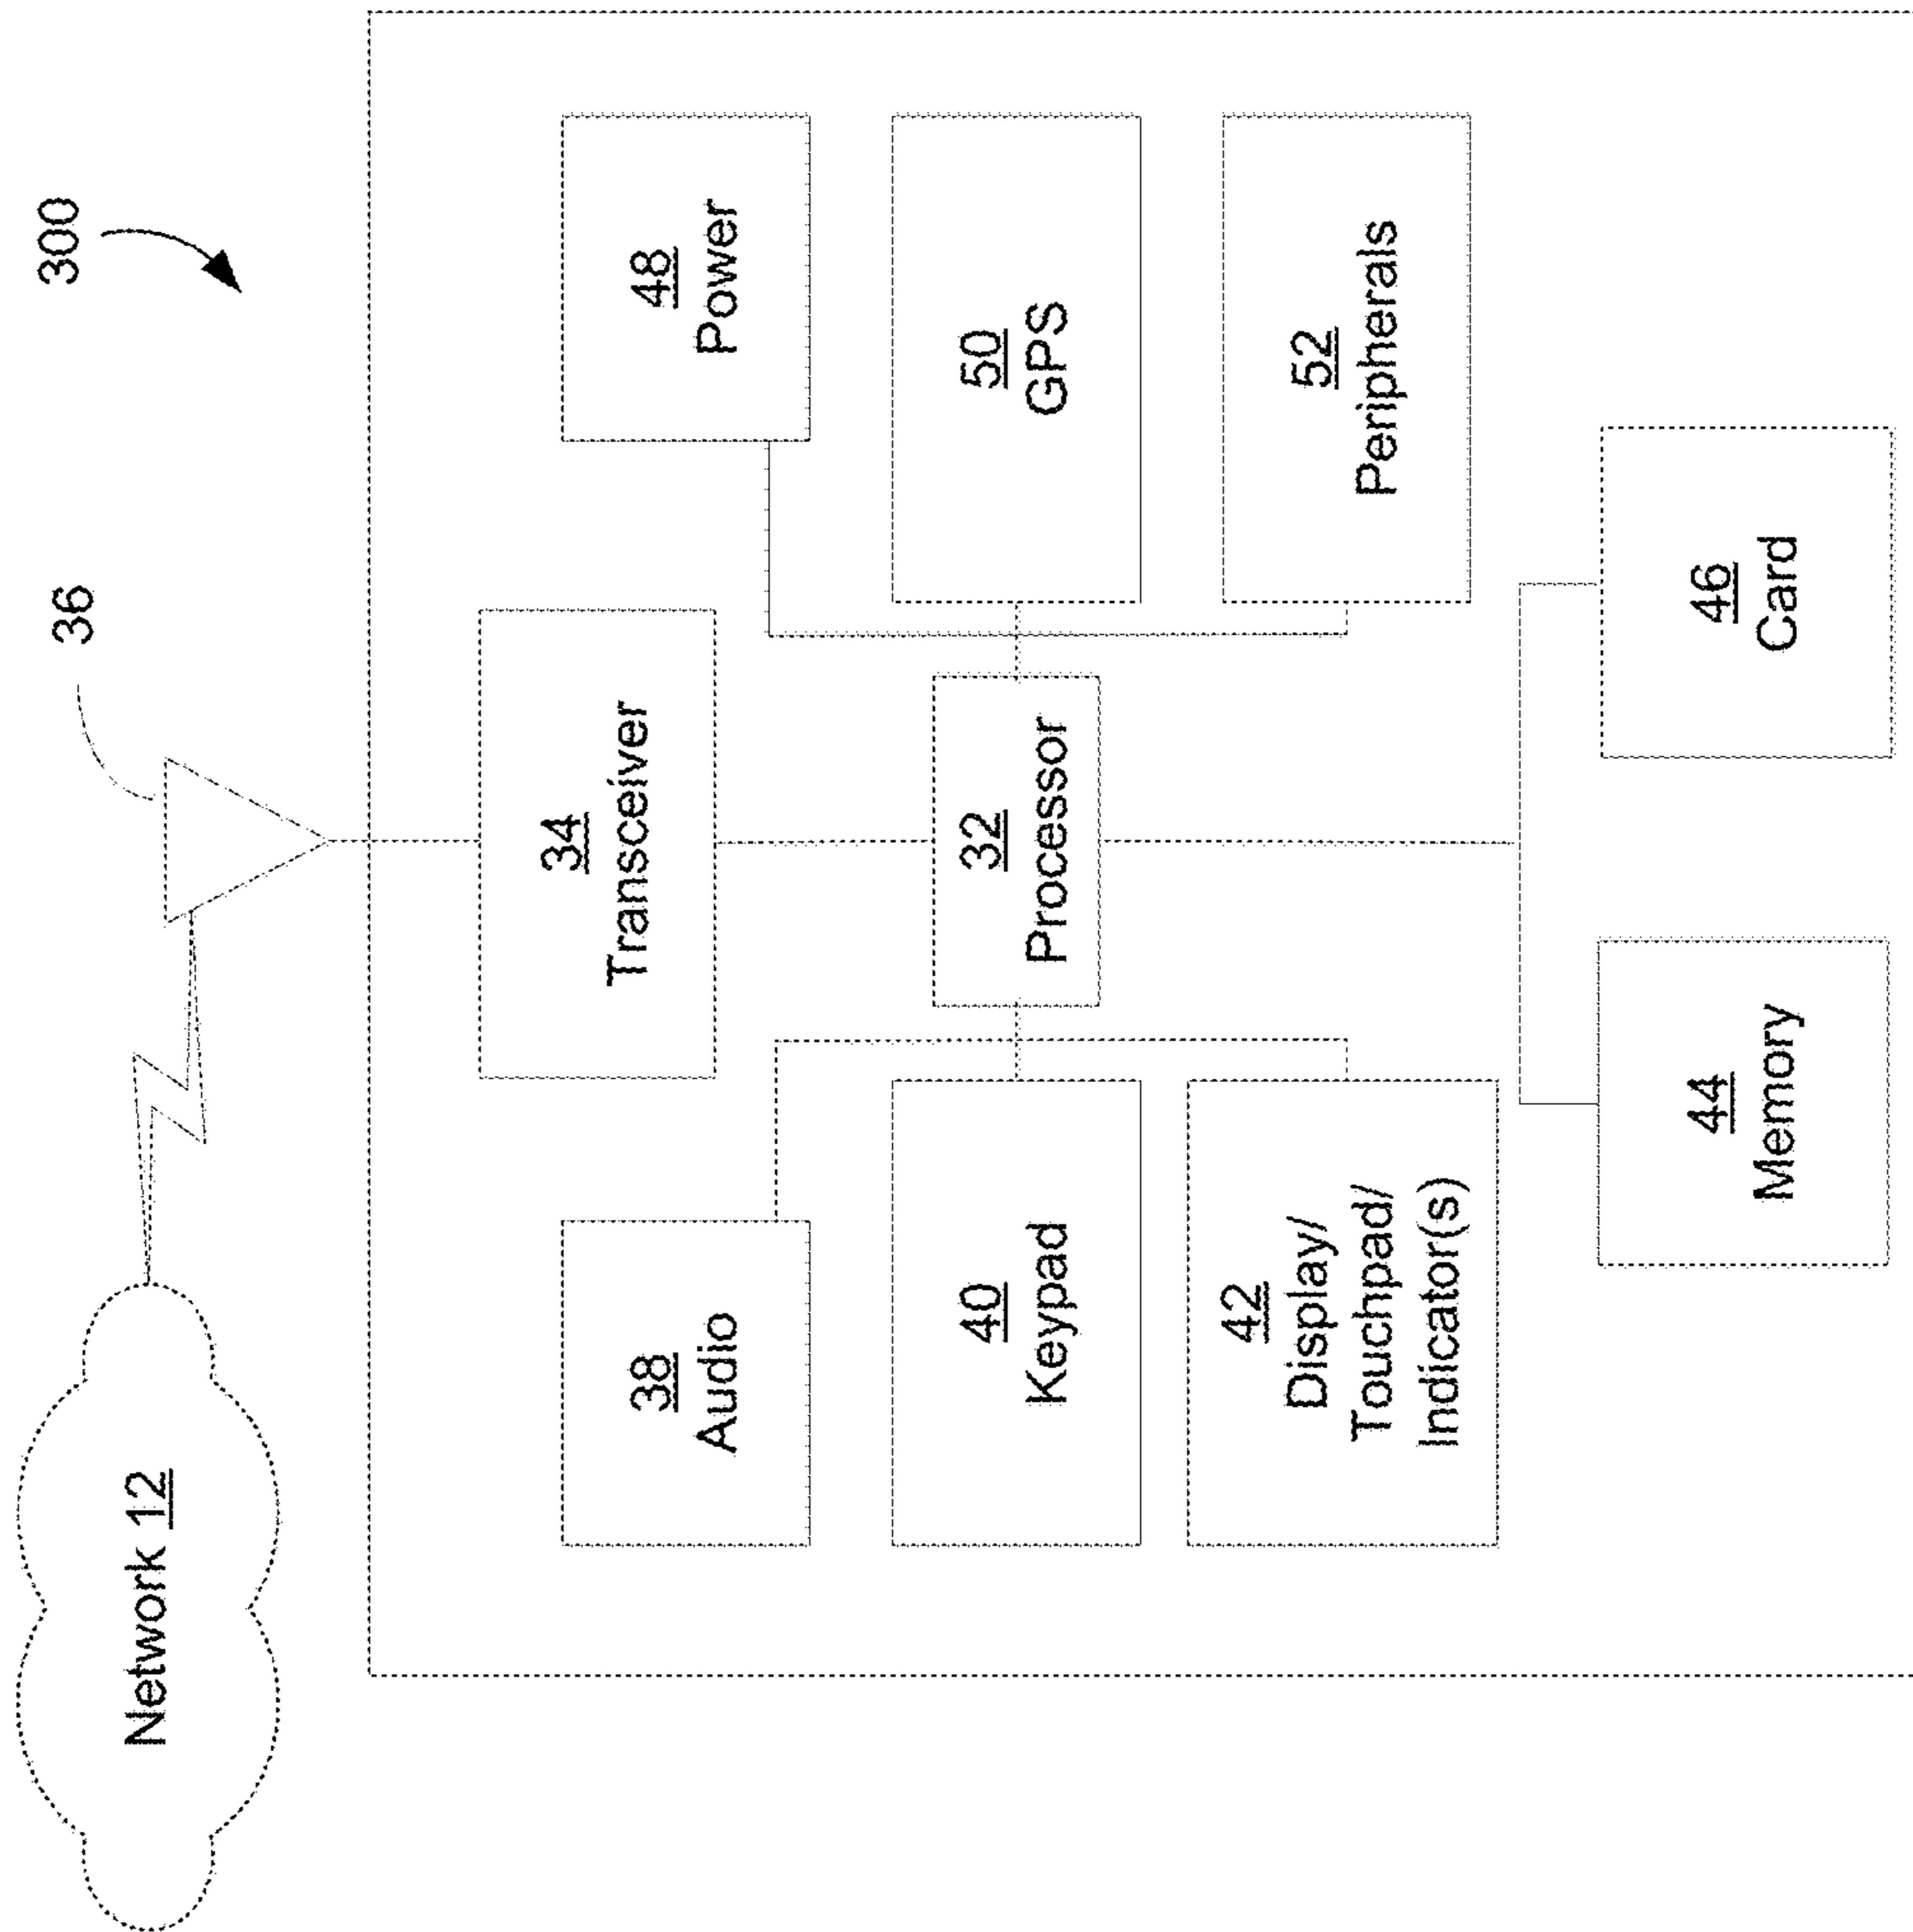 300
36
Network 12
34
Transceiver
38
Audio
48
Power
40
Keypad
32
Processor
50
GPS
42
Display/
Touchpad/
Indicator(s)
52
Peripherals
44
Memory
46
Card